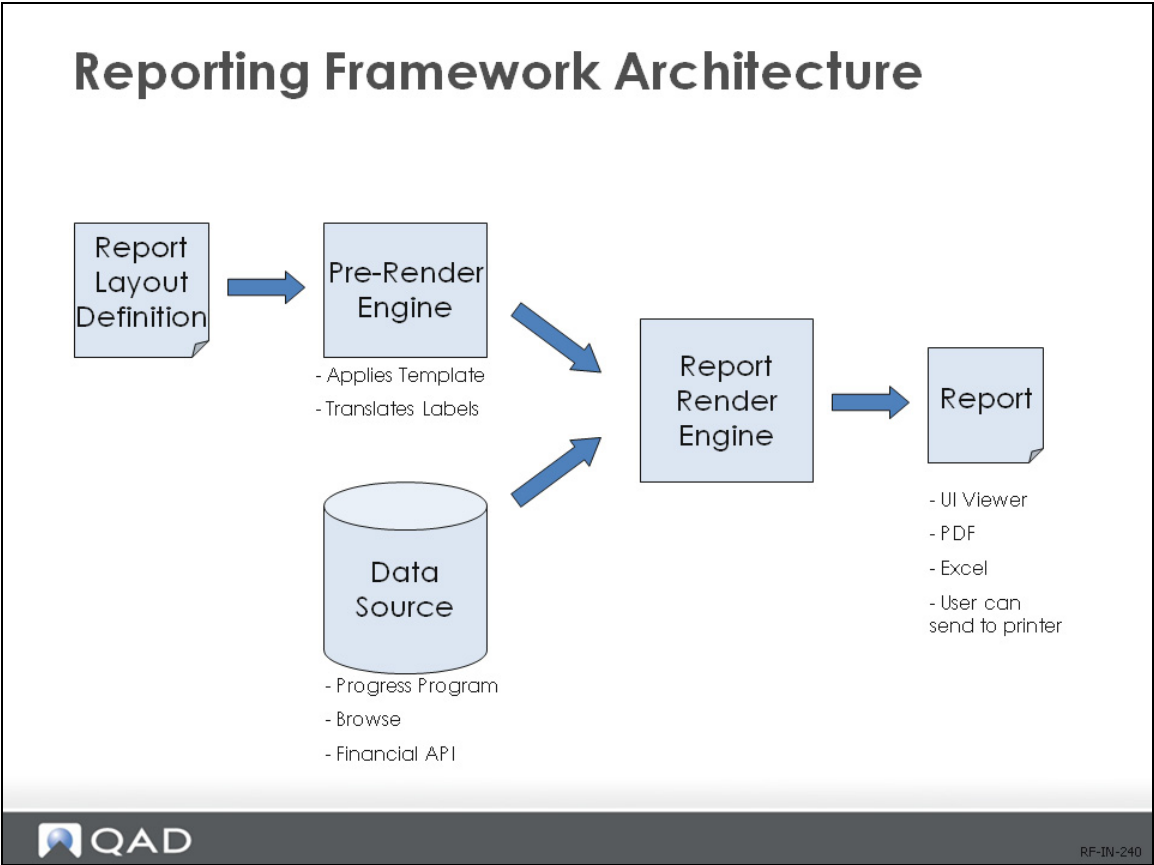 Reporting Framework Architecture
Report
Layout
Definition
Pre-Render
Engine
- Applies Template
- Translates Labels
Data
Source
- Progress Program
- Browse
- Financial API
Report
Render
Engine
Report
- UI Viewer
- PDF
- Excel
- User can
send to printer
QAD
RF-IN-240